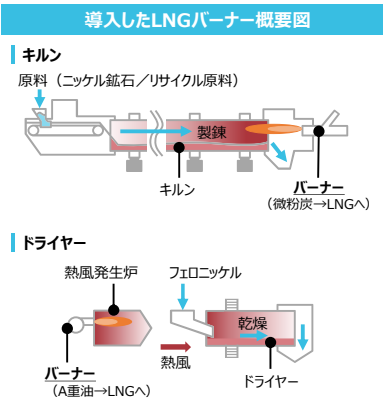 導入したLNGバーナー概要図
キルン
原料（ニッケル鉱石／リサイクル原料）
製錬
キルン
バーナー
（微粉炭→LNGへ）
ドライヤー
熱風発生炉
フェロニッケル
乾燥
熱風
バーナー
（A重油→LNGへ）
ドライヤー